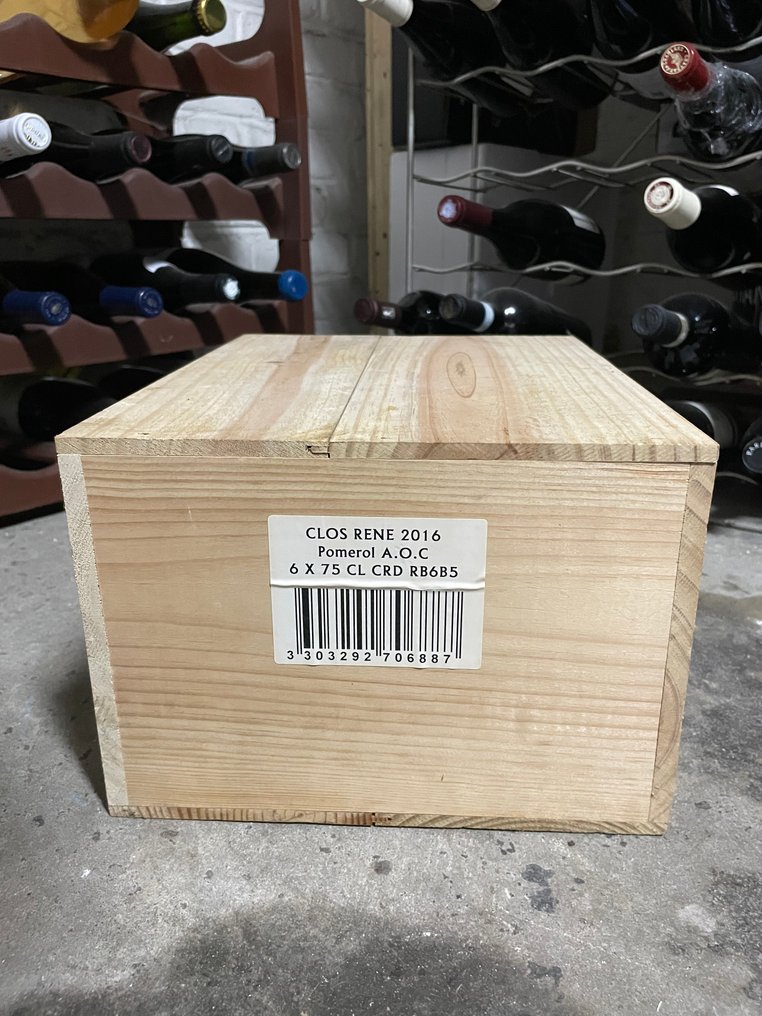 CLOS RENE 2016
Pomerol A.O.C
6 X 75 CL CRD RB6B5
3 303292 706887